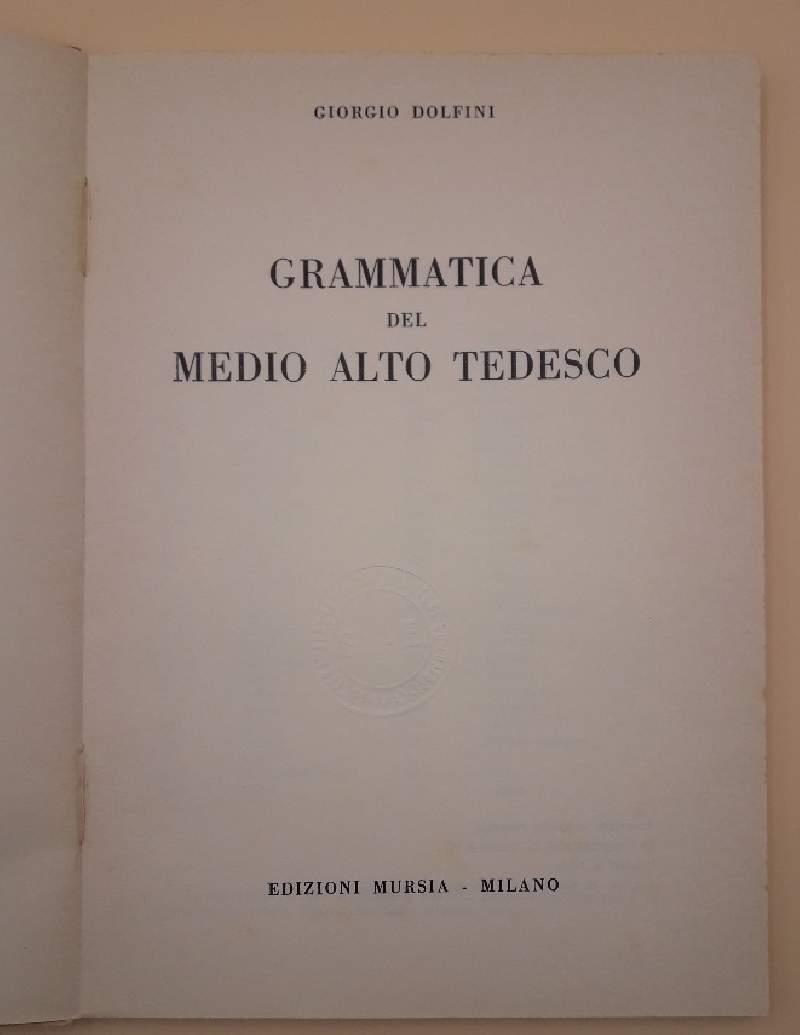 GIORGIO DOLFINI
GRAMMATICA
DEL
MEDIO ALTO TEDESCO
EDIZIONI MURSIA - MILANO